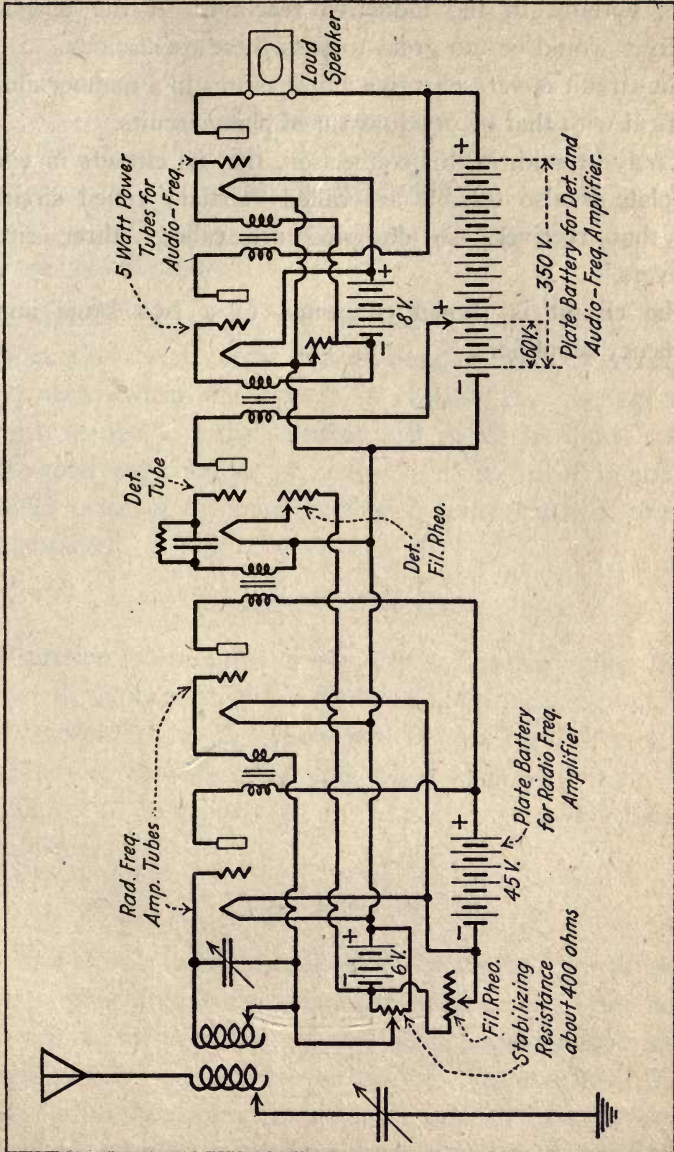 Rad. Freq.
Amp. Tubes
Det.
Tube
5 Watt Power
Tubes for
Audio-Freq.
Loud
Speaker
+
-
6 V.
Fil. Rheo.
Stabilizing
Resistance
about 400 ohms
-
+
45 V.
Plate Battery
for Radio Freq.
Amplifier
Det.
Fil. Rheo.
+
8 V.
-
+
+
60V.
350 V.
Plate Battery for Det. and
Audio-Freq. Amplifier.